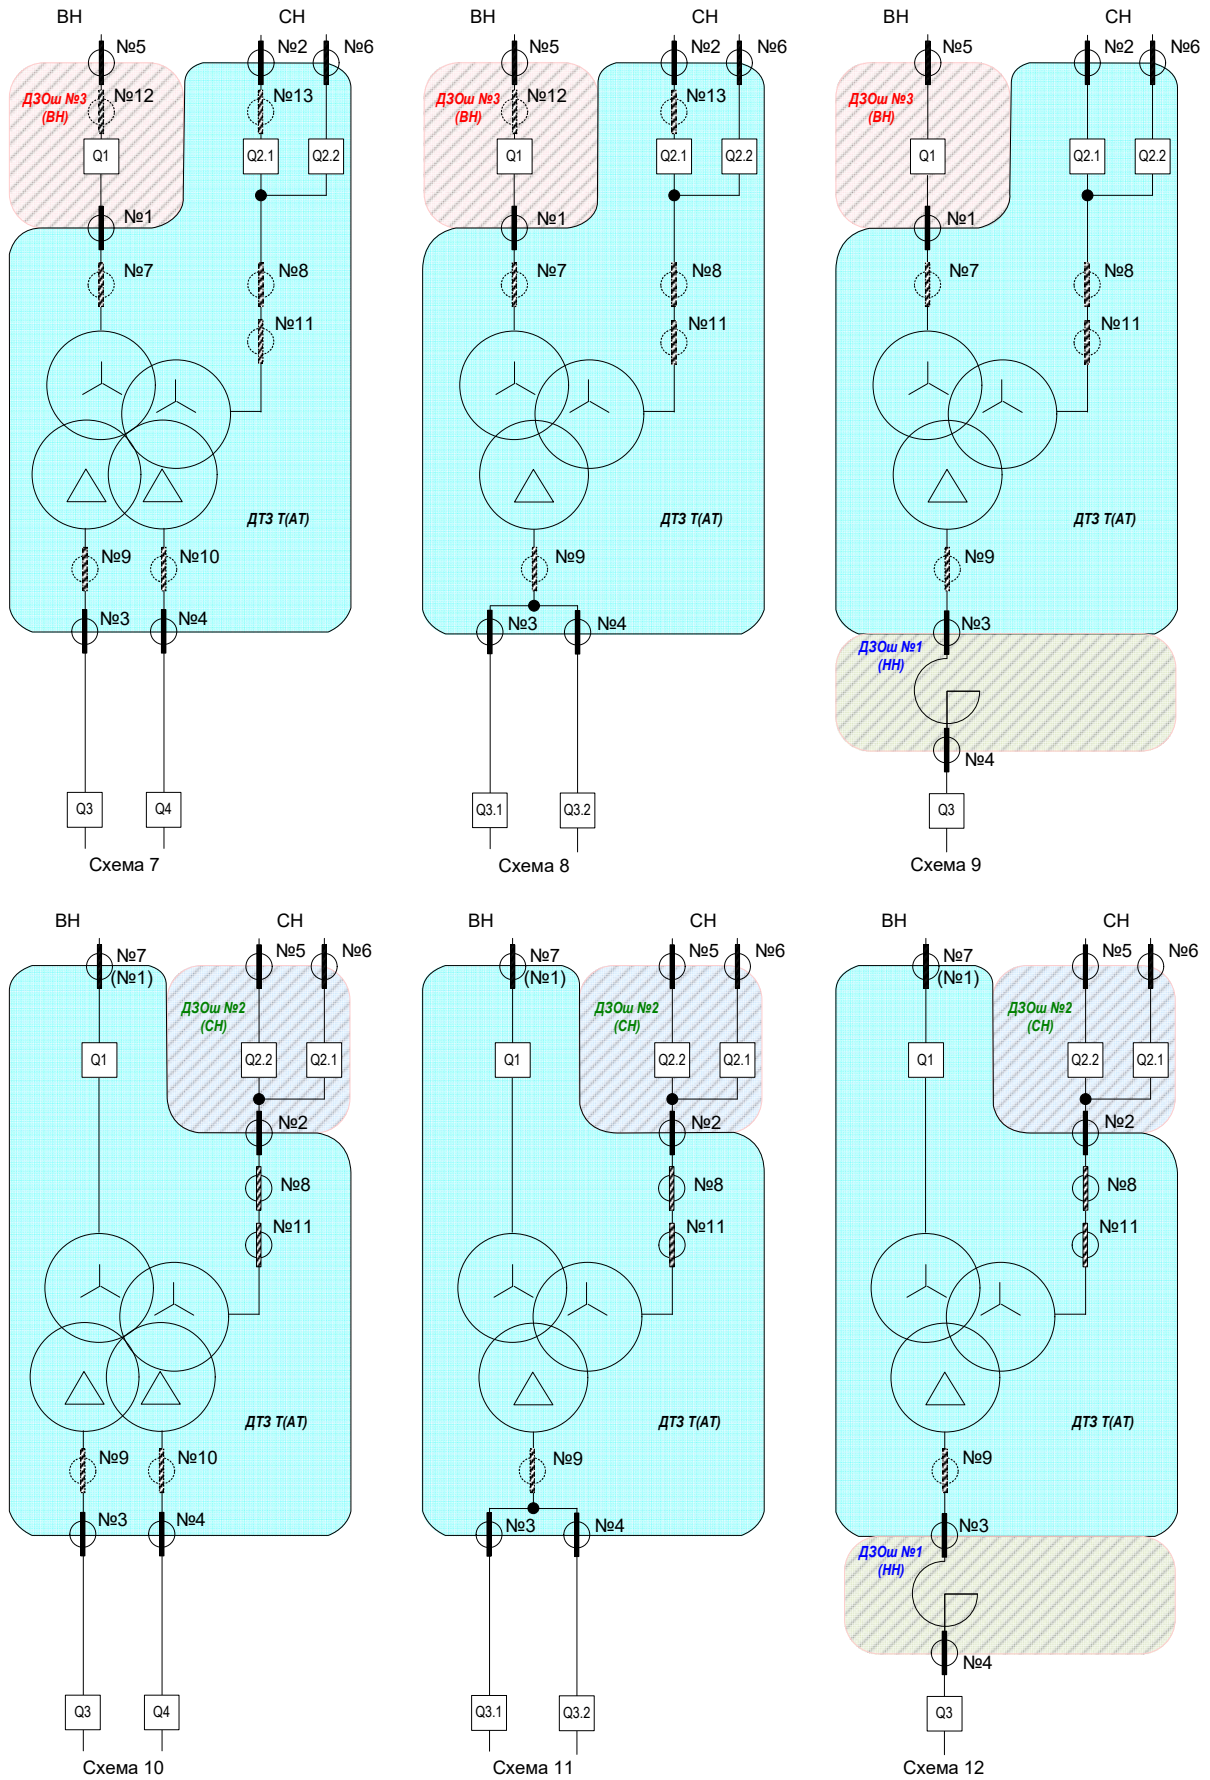 ВН
СН
№5
№2
№6
ДЗОш №3
(ВН)
№12
№13
Q1
Q2.1
Q2.2
№1
№7
№8
№11
ДТЗ Т(АТ)
№9
№10
№3
№4
Q3
Q4
Схема 7
ВН
СН
№5
№2
№6
ДЗОш №3
(ВН)
№12
№13
Q1
Q2.1
Q2.2
№1
№7
№8
№11
ДТЗ Т(АТ)
№9
№3
№4
Q3.1
Q3.2
Схема 8
ВН
СН
№5
№2
№6
ДЗОш №3
(ВН)
Q1
Q2.1
Q2.2
№1
№7
№8
№11
ДТЗ Т(АТ)
№9
№3
ДЗОш №1
(НН)
№4
Q3
Схема 9
ВН
СН
№7
(№1)
№5
№6
ДЗОш №2
(СН)
Q1
Q2.2
Q2.1
№2
№8
№11
ДТЗ Т(АТ)
№9
№10
№3
№4
Q3
Q4
Схема 10
ВН
СН
№7
(№1)
№5
№6
ДЗОш №2
(СН)
Q1
Q2.2
Q2.1
№2
№8
№11
ДТЗ Т(АТ)
№9
№3
№4
Q3.1
Q3.2
Схема 11
ВН
СН
№7
(№1)
№5
№6
ДЗОш №2
(СН)
Q1
Q2.2
Q2.1
№2
№8
№11
ДТЗ Т(АТ)
№9
№3
ДЗОш №1
(НН)
№4
Q3
Схема 12